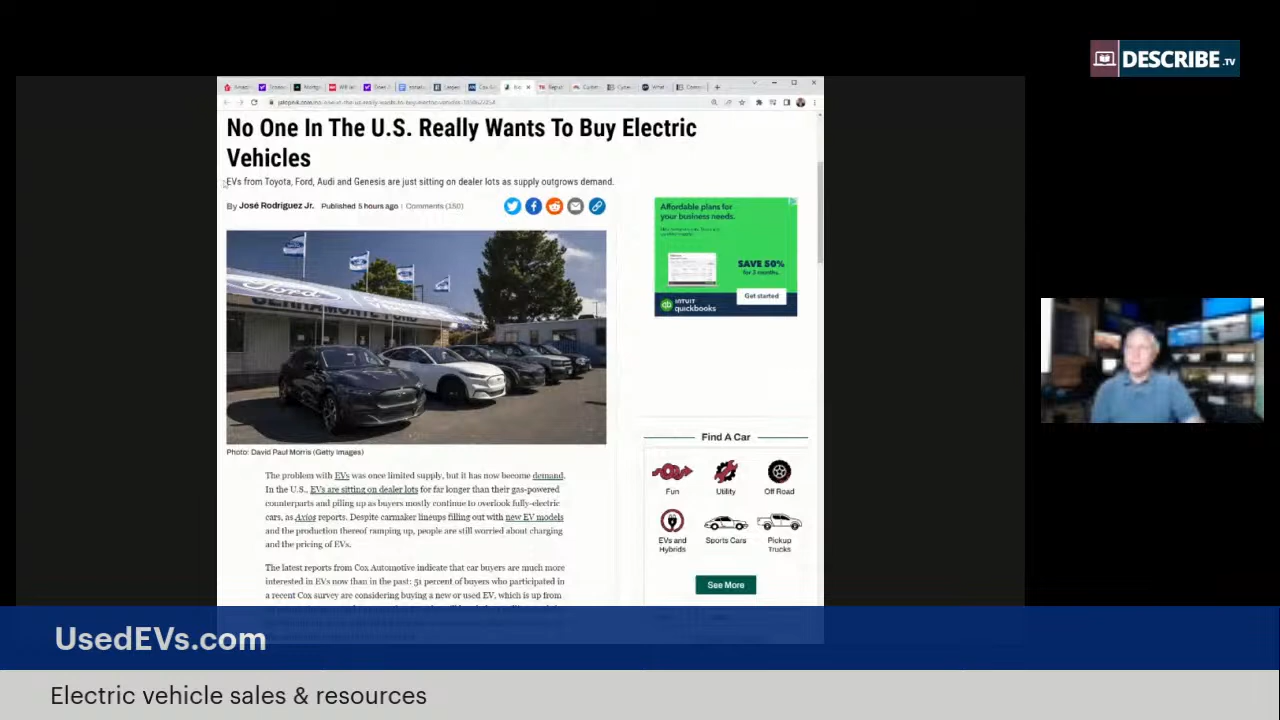 DESCRIBE.TV
No One In The U.S. Really Wants To Buy Electric
Vehicles
EVs from Toyota, Ford, Audi and Genesis are just sitting on dealer lots as supply outgrows demand.
By José Rodríguez Jr. Published 5 hours ago | Comments (150)
Affordable plans for
your business needs.
SAVE 50%
for 3 months.
Get started
INTUIT
quickbooks
Ford
SERRAMONTE FORD
Photo: David Paul Morris (Getty Images)
The problem with EVs was once limited supply, but it has now become demand.
In the U.S., EVs are sitting on dealer lots for far longer than their gas-powered
counterparts and piling up as buyers mostly continue to overlook fully-electric
cars, as Axios reports. Despite carmaker lineups filling out with new EV models
and the production thereof ramping up, people are still worried about charging
and the pricing of EVs.
The latest reports from Cox Automotive indicate that car buyers are much more
interested in EVs now than in the past: 51 percent of buyers who participated in
a recent Cox survey are considering buying a new or used EV, which is up from
Find A Car
Fun
Utility
Off Road
EVs and
Hybrids
Sports Cars
Pickup
Trucks
See More
UsedEVs.com
Electric vehicle sales & resources